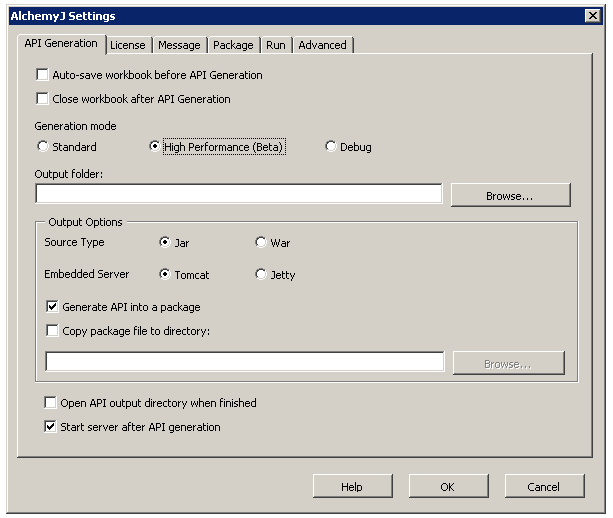 AlchemyJ Settings
API Generation License Message Package Run Advanced
Auto-save workbook before API Generation
Close workbook after API Generation
Generation mode
Standard High Performance (Beta) Debug
Output folder:
Browse...
Output Options
Source Type Jar War
Embedded Server Tomcat Jetty
Generate API into a package
Copy package file to directory:
Browse...
Open API output directory when finished
Start server after API generation
Help OK Cancel